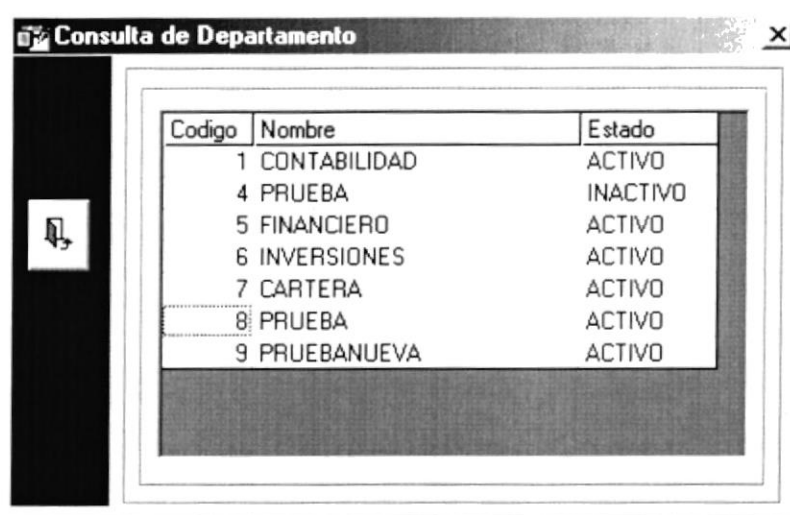 Consulta de Departamento
Codigo Nombre Estado
1 CONTABILIDAD ACTIVO
4 PRUEBA INACTIVO
5 FINANCIERO ACTIVO
6 INVERSIONES ACTIVO
7 CARTERA ACTIVO
8 PRUEBA ACTIVO
9 PRUEBANUEVA ACTIVO